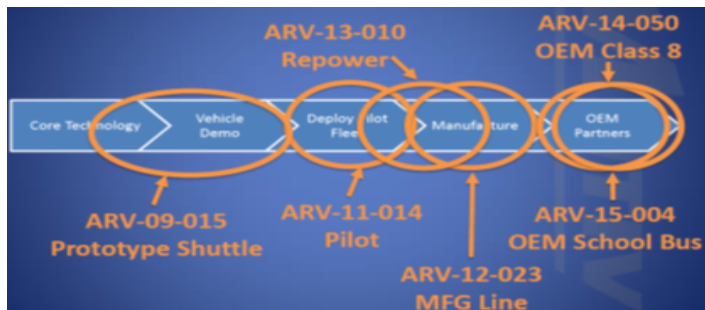 ARV-13-010
Repower
ARV-14-050
OEM Class 8
Core Technology
Vehicle
Demo
Deploy Pilot
Fleet
Manufacture
OEM
Partners
ARV-09-015
Prototype Shuttle
ARV-11-014
Pilot
ARV-12-023
MFG Line
ARV-15-004
OEM School Bus